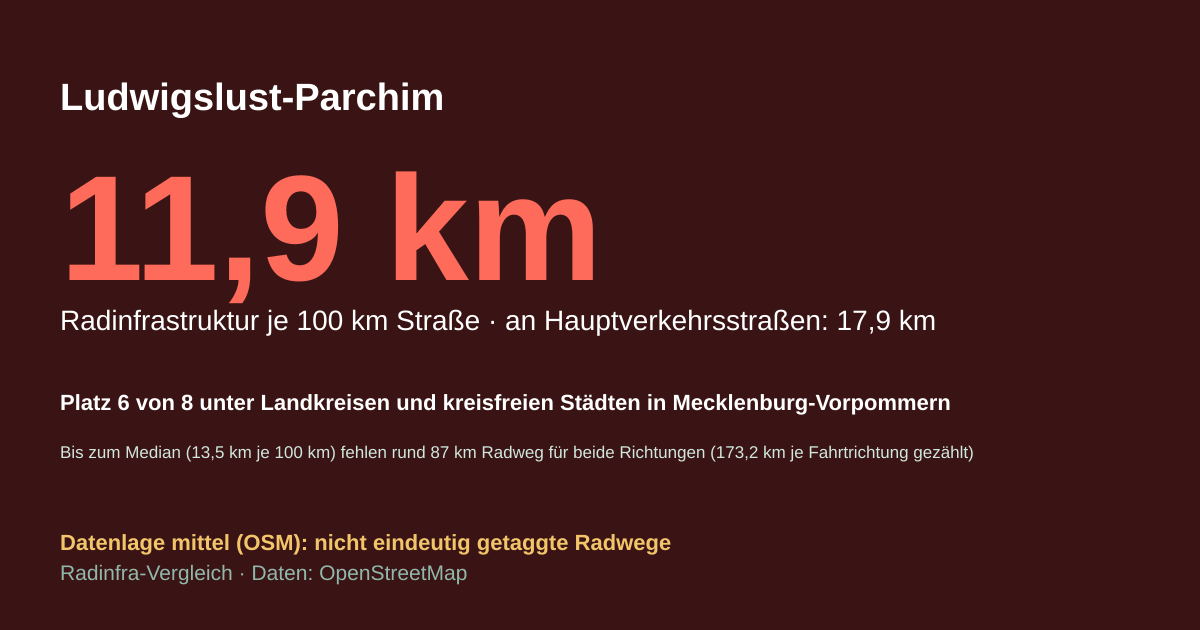 Ludwigslust-Parchim
11,9 km
Radinfrastruktur je 100 km Straße · an Hauptverkehrsstraßen: 17,9 km
Platz 6 von 8 unter Landkreisen und kreisfreien Städten in Mecklenburg-Vorpommern
Bis zum Median (13,5 km je 100 km) fehlen rund 87 km Radweg für beide Richtungen (173,2 km je Fahrtrichtung gezählt)
Datenlage mittel (OSM): nicht eindeutig getaggte Radwege
Radinfra-Vergleich · Daten: OpenStreetMap